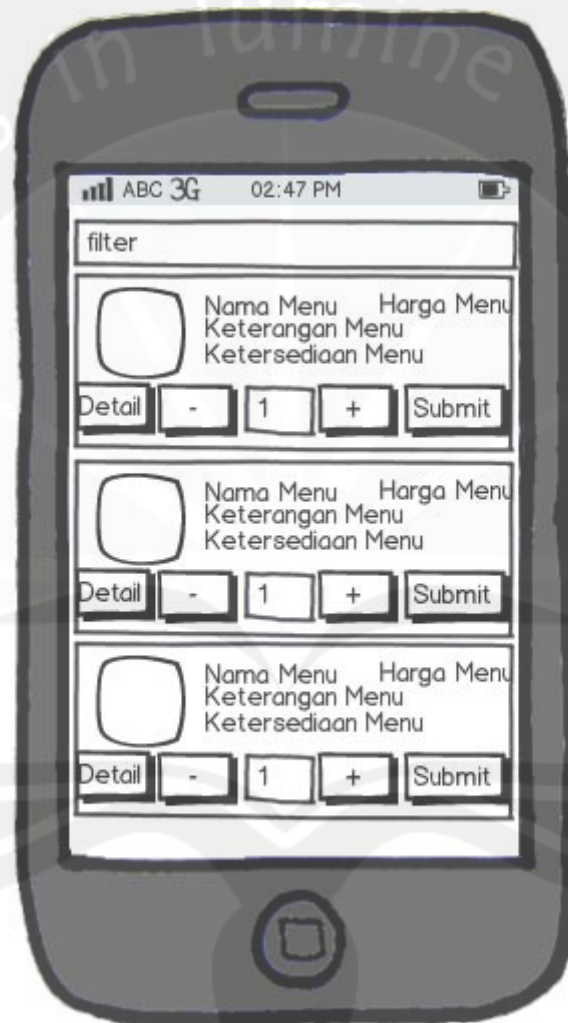 in lumine
ABC 3G 02:47 PM
filter
Nama Menu Harga Menu
Keterangan Menu
Ketersediaan Menu
Detail - 1 + Submit
Nama Menu Harga Menu
Keterangan Menu
Ketersediaan Menu
Detail - 1 + Submit
Nama Menu Harga Menu
Keterangan Menu
Ketersediaan Menu
Detail - 1 + Submit